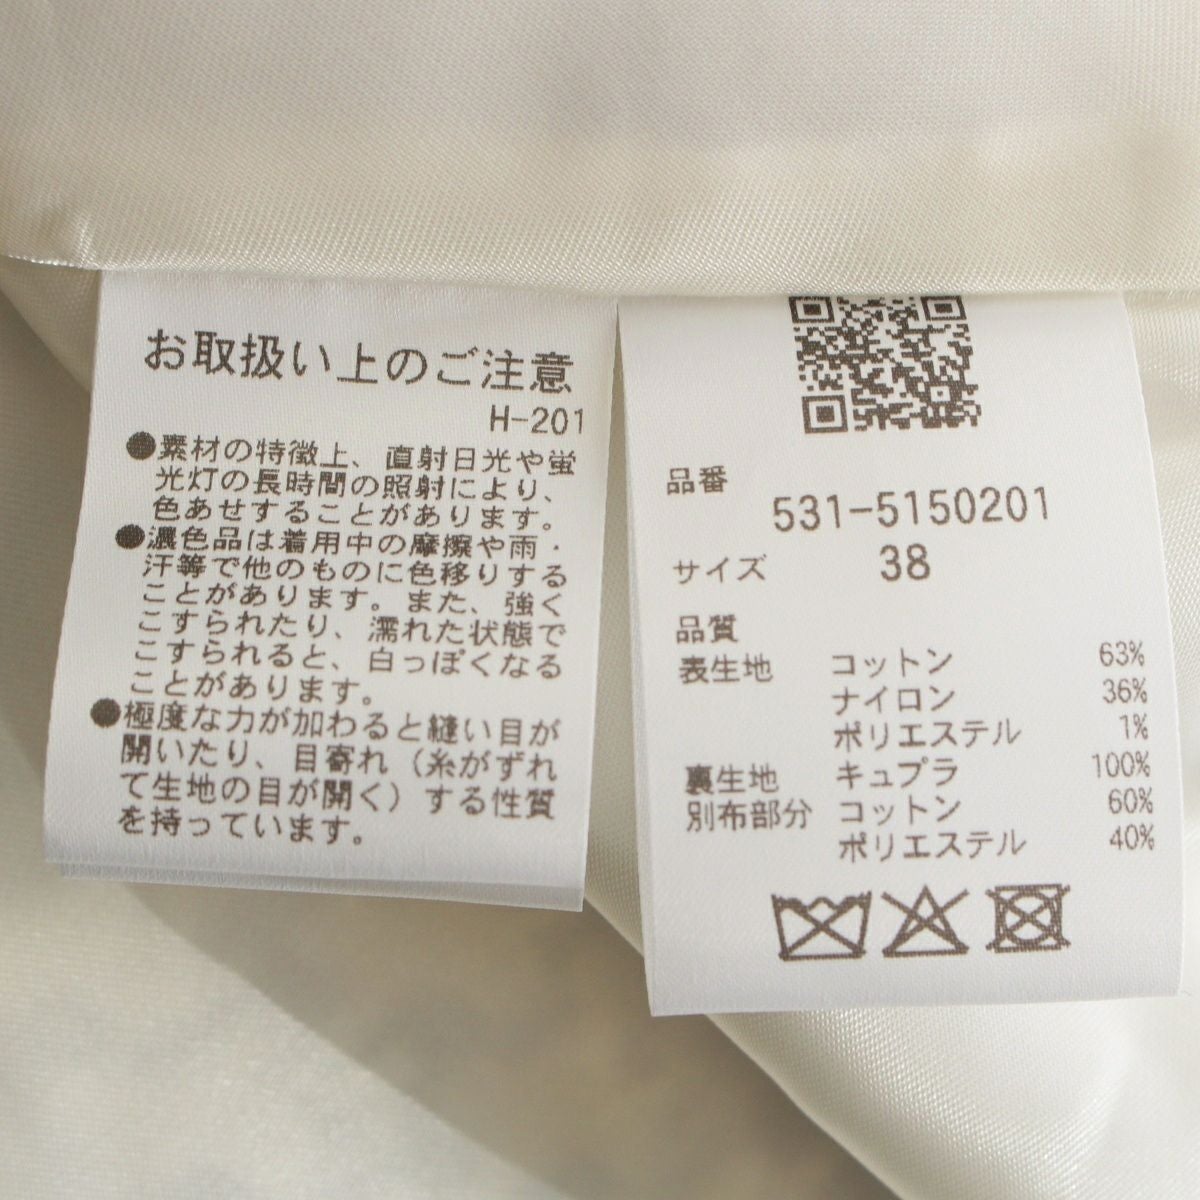 お取扱い上のご注意
H-201
●素材の特徴上、直射日光や蛍
光灯の長時間の照射により、
色あせすることがあります。
●濃色品は着用中の摩擦や雨・
汗等で他のものに色移りする
ことがあります。また、強く
こすられたり、濡れた状態で
こすられると、白っぽくなる
ことがあります。
●極度な力が加わると縫い目が
開いたり、目寄れ（糸がずれ
て生地の目が開く）する性質
を持っています。
品番
531-5150201
サイズ 38
品質
表生地 コットン 63%
ナイロン 36%
ポリエステル 1%
裏生地 キュプラ 100%
別布部分 コットン 60%
ポリエステル 40%